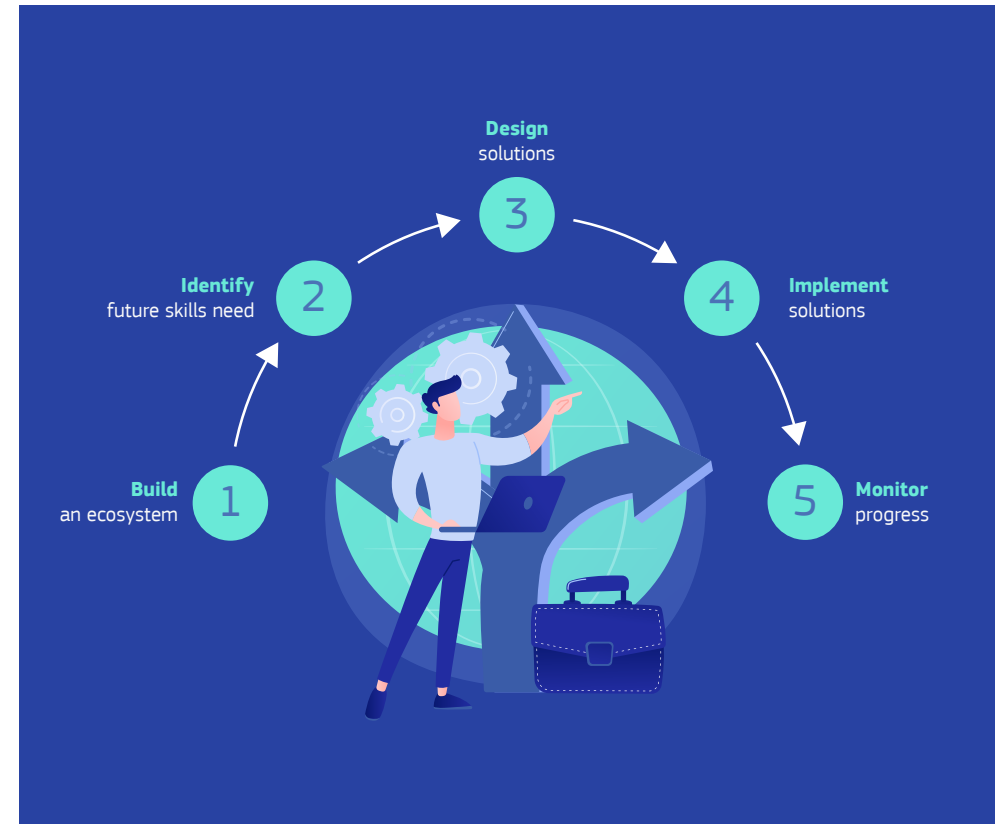 1
Build
an ecosystem
2
Identify
future skills need
3
Design
solutions
4
Implement
solutions
5
Monitor
progress